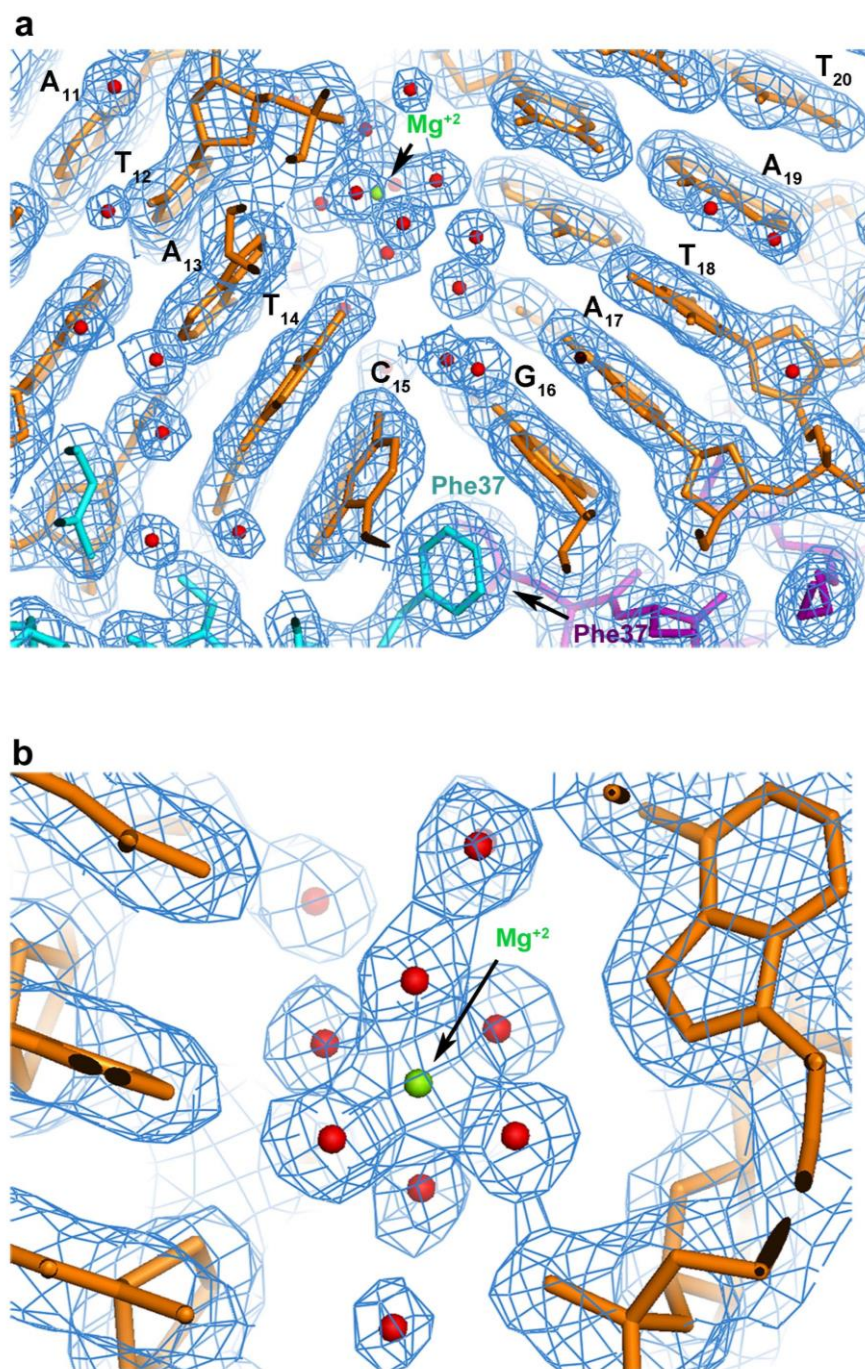 a
A₁₁
T₂₀
Mg⁺²
T₁₂
A₁₉
A₁₃
T₁₈
T₁₄
A₁₇
C₁₅
G₁₆
Phe37
Phe37
b
Mg⁺²